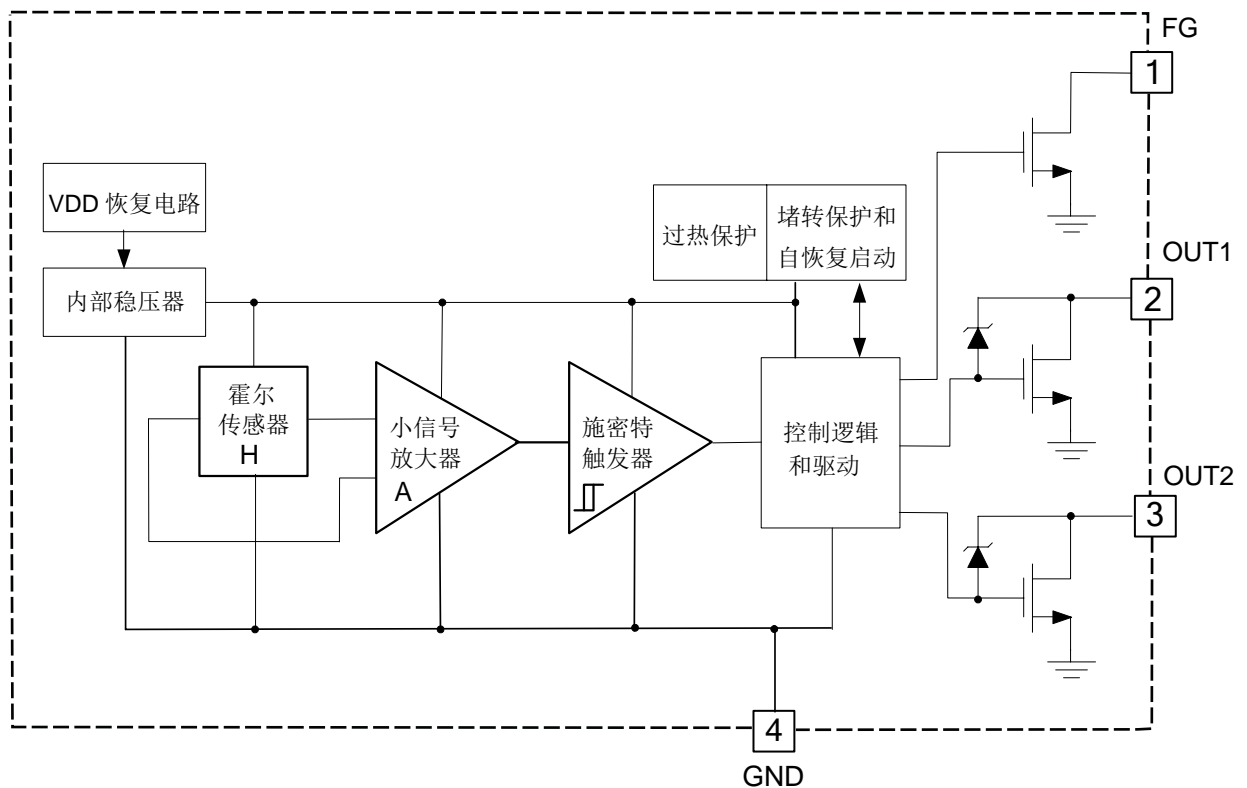 FG
1
VDD 恢复电路
过热保护
堵转保护和
自恢复启动
OUT1
2
内部稳压器
霍尔
传感器
H
小信号
放大器
A
施密特
触发器
控制逻辑
和驱动
OUT2
3
4
GND